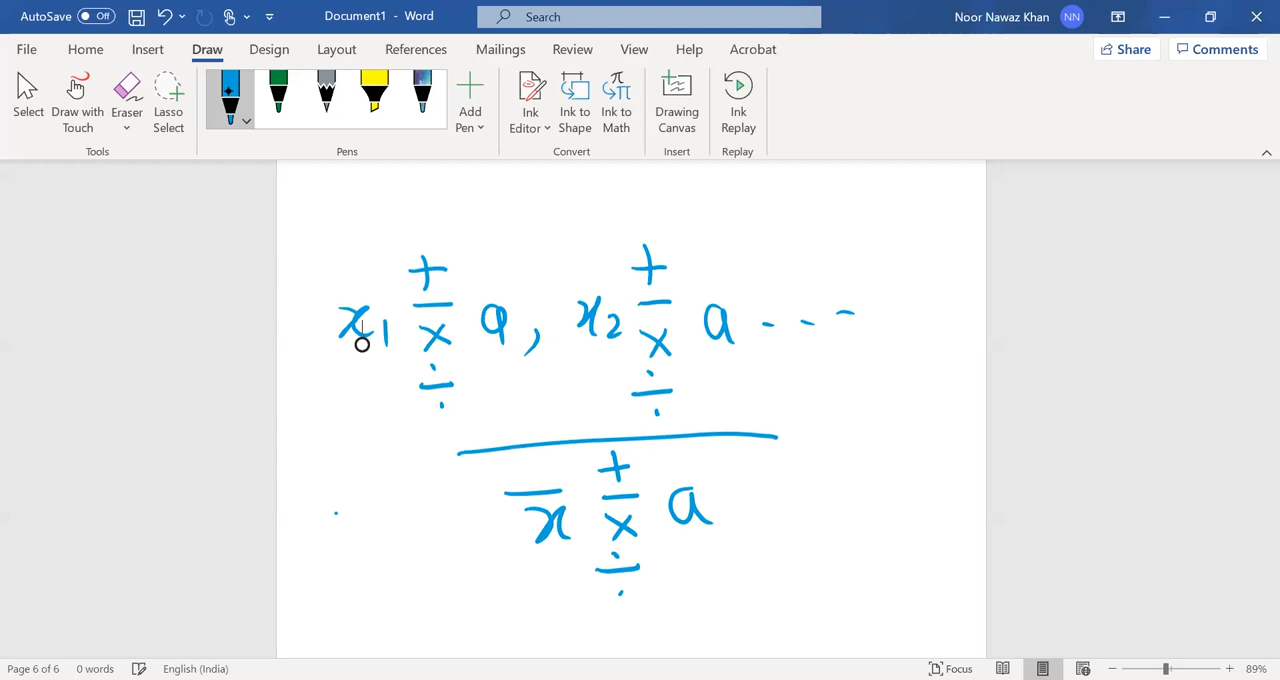 AutoSave Off Document1 - Word Search Noor Nawaz Khan NN
File Home Insert Draw Design Layout References Mailings Review View Help Acrobat Share Comments
Select Draw with Touch Eraser Lasso Select Add Pen Ink Editor Ink to Shape Ink to Math Drawing Canvas Ink Replay
Tools Pens Convert Insert Replay
x₁ + − × ÷ a, x₂ + − × ÷ a - - -
x̄ + − × ÷ a
Page 6 of 6 0 words English (India) Focus 89%